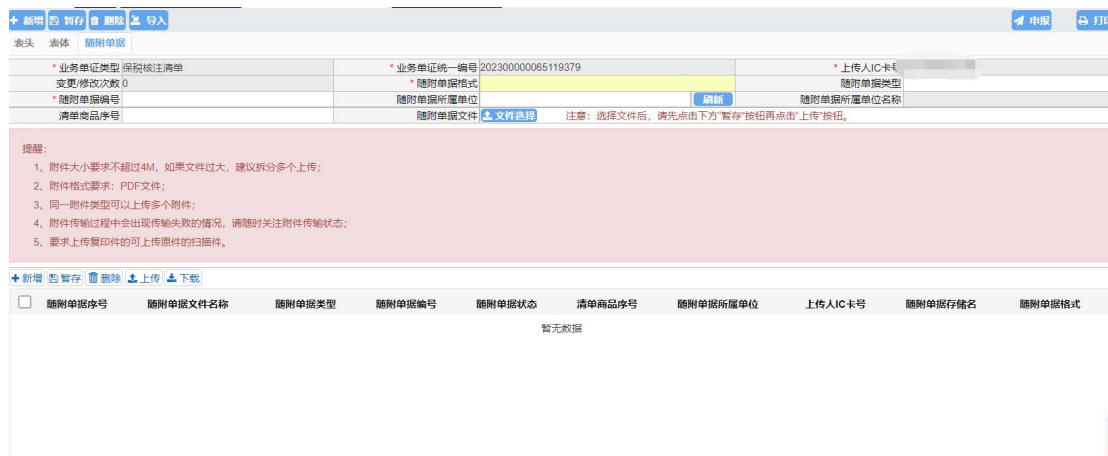 新增 暂存 删除 导入 申报 打印
表头 表体 随附单据
* 业务单证类型 保税核注清单 * 业务单证统一编号 202300000065119379 * 上传人IC卡号
变更/修改次数 0 * 随附单据格式 随附单据类型
* 随附单据编号 随附单据所属单位 刷新 随附单据所属单位名称
清单商品序号 随附单据文件 文件选择 注意:选择文件后,请先点击下方“暂存”按钮再点击“上传”按钮。
提醒:
1、附件大小要求不超过4M,如果文件过大,建议拆分多个上传;
2、附件格式要求:PDF文件;
3、同一附件类型可以上传多个附件;
4、附件传输过程中会出现传输失败的情况,请随时关注附件传输状态;
5、要求上传复印件的可上传原件的扫描件。
新增 暂存 删除 上传 下载
随附单据序号 随附单据文件名称 随附单据类型 随附单据编号 随附单据状态 清单商品序号 随附单据所属单位 上传人IC卡号 随附单据存储名 随附单据格式
暂无数据